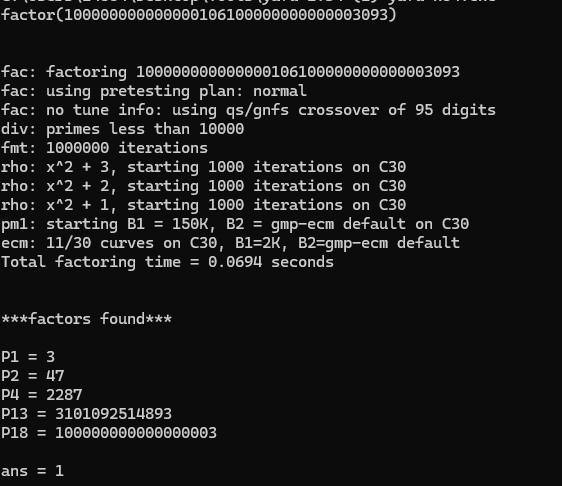 factor(100000000000000106100000000000003093)
fac: factoring 100000000000000106100000000000003093
fac: using pretesting plan: normal
fac: no tune info: using qs/gnfs crossover of 95 digits
div: primes less than 10000
fmt: 1000000 iterations
rho: x^2 + 3, starting 1000 iterations on C30
rho: x^2 + 2, starting 1000 iterations on C30
rho: x^2 + 1, starting 1000 iterations on C30
pm1: starting B1 = 150K, B2 = gmp-ecm default on C30
ecm: 11/30 curves on C30, B1=2K, B2=gmp-ecm default
Total factoring time = 0.0694 seconds
***factors found***
P1 = 3
P2 = 47
P4 = 2287
P13 = 3101092514893
P18 = 100000000000000003
ans = 1